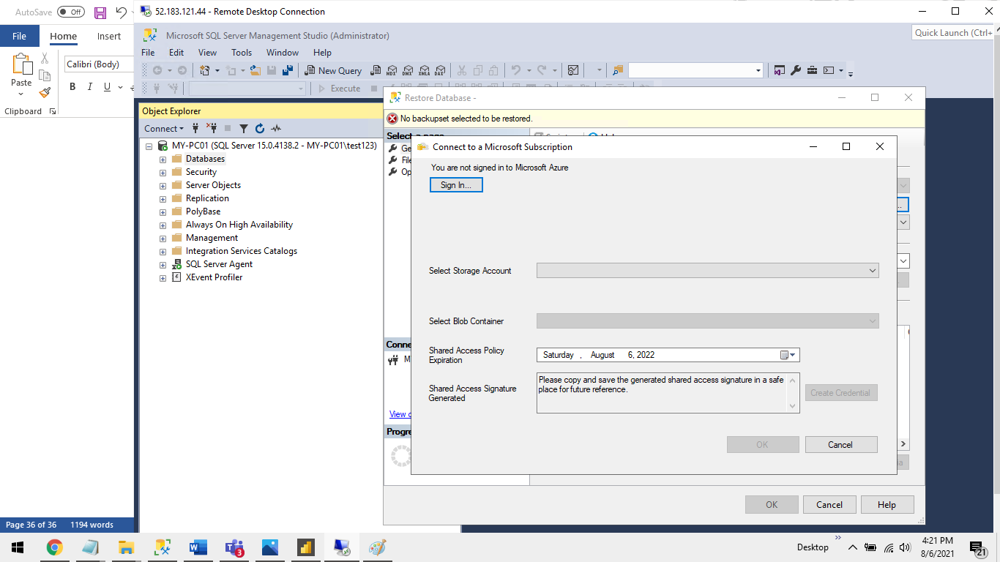 AutoSave Off
52.183.121.44 - Remote Desktop Connection
File Home Insert
Paste
Calibri (Body)
B I U
Clipboard
Microsoft SQL Server Management Studio (Administrator)
Quick Launch (Ctrl+
File Edit View Tools Window Help
New Query
MDX DMX XMLA DAX
Execute
Object Explorer
Connect
MY-PC01 (SQL Server 15.0.4138.2 - MY-PC01\test123)
Databases
Security
Server Objects
Replication
PolyBase
Always On High Availability
Management
Integration Services Catalogs
SQL Server Agent
XEvent Profiler
Restore Database -
No backupset selected to be restored.
Select a page
Ge
File
Op
Conne
M
View c
Progre
Connect to a Microsoft Subscription
You are not signed in to Microsoft Azure
Sign In...
Select Storage Account
Select Blob Container
Shared Access Policy
Expiration
Saturday , August 6, 2022
Shared Access Signature
Generated
Please copy and save the generated shared access signature in a safe
place for future reference.
Create Credential
OK Cancel
OK Cancel Help
Page 36 of 36 1194 words
3
Desktop
4:21 PM
8/6/2021
21